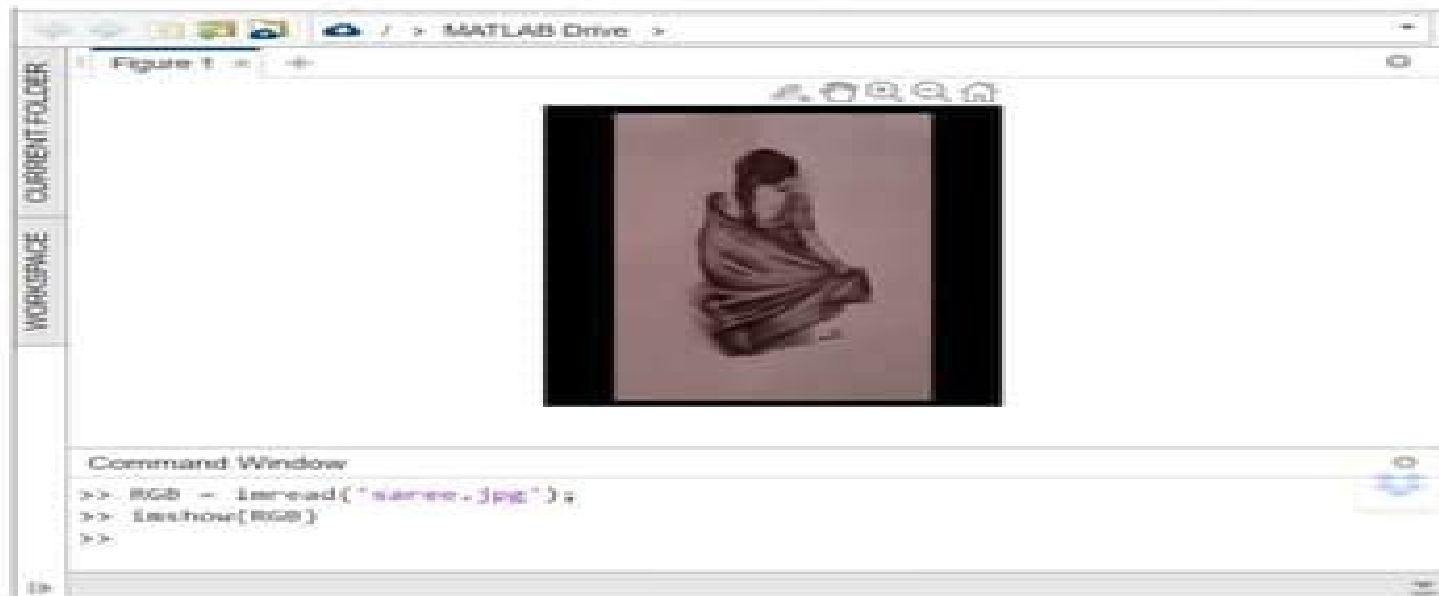 / > MATLAB Drive >
Figure 1 × +
CURRENT FOLDER
WORKSPACE
Command Window
>> RGB = imread("saree.jpg");
>> imshow(RGB)
>>